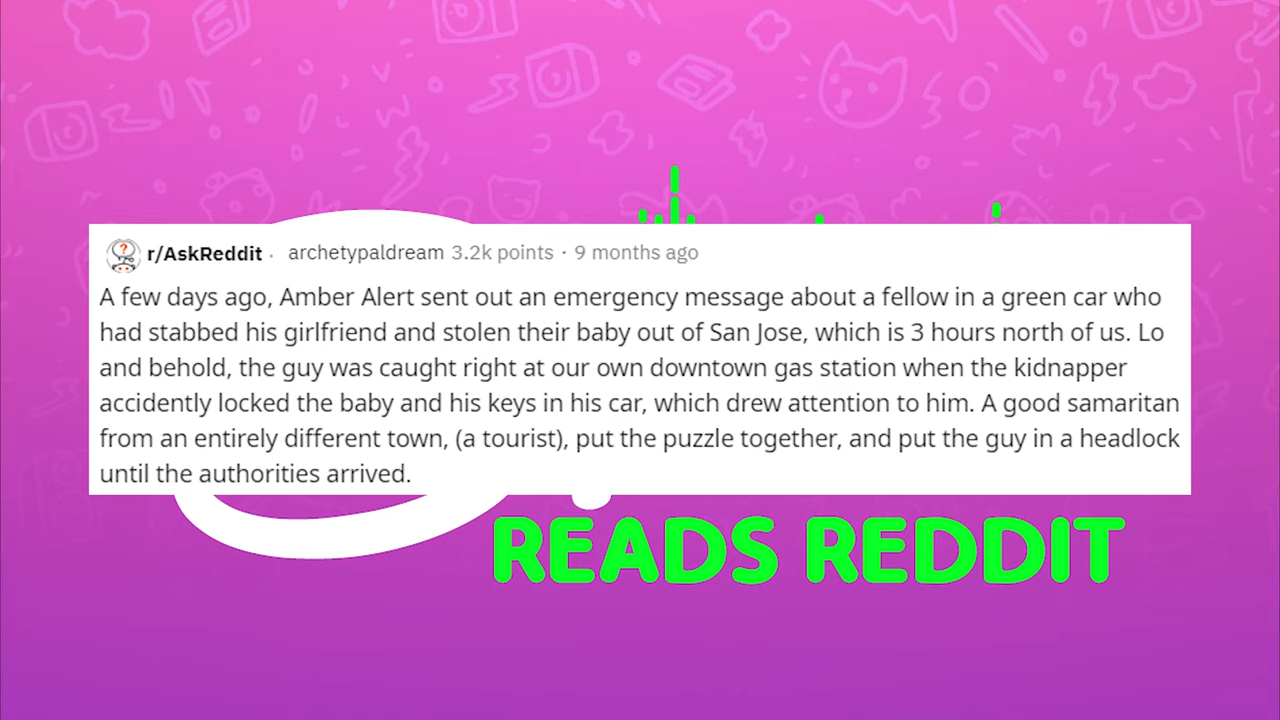 r/AskReddit · archetypaldream 3.2k points · 9 months ago
A few days ago, Amber Alert sent out an emergency message about a fellow in a green car who
had stabbed his girlfriend and stolen their baby out of San Jose, which is 3 hours north of us. Lo
and behold, the guy was caught right at our own downtown gas station when the kidnapper
accidently locked the baby and his keys in his car, which drew attention to him. A good samaritan
from an entirely different town, (a tourist), put the puzzle together, and put the guy in a headlock
until the authorities arrived.
READS REDDIT